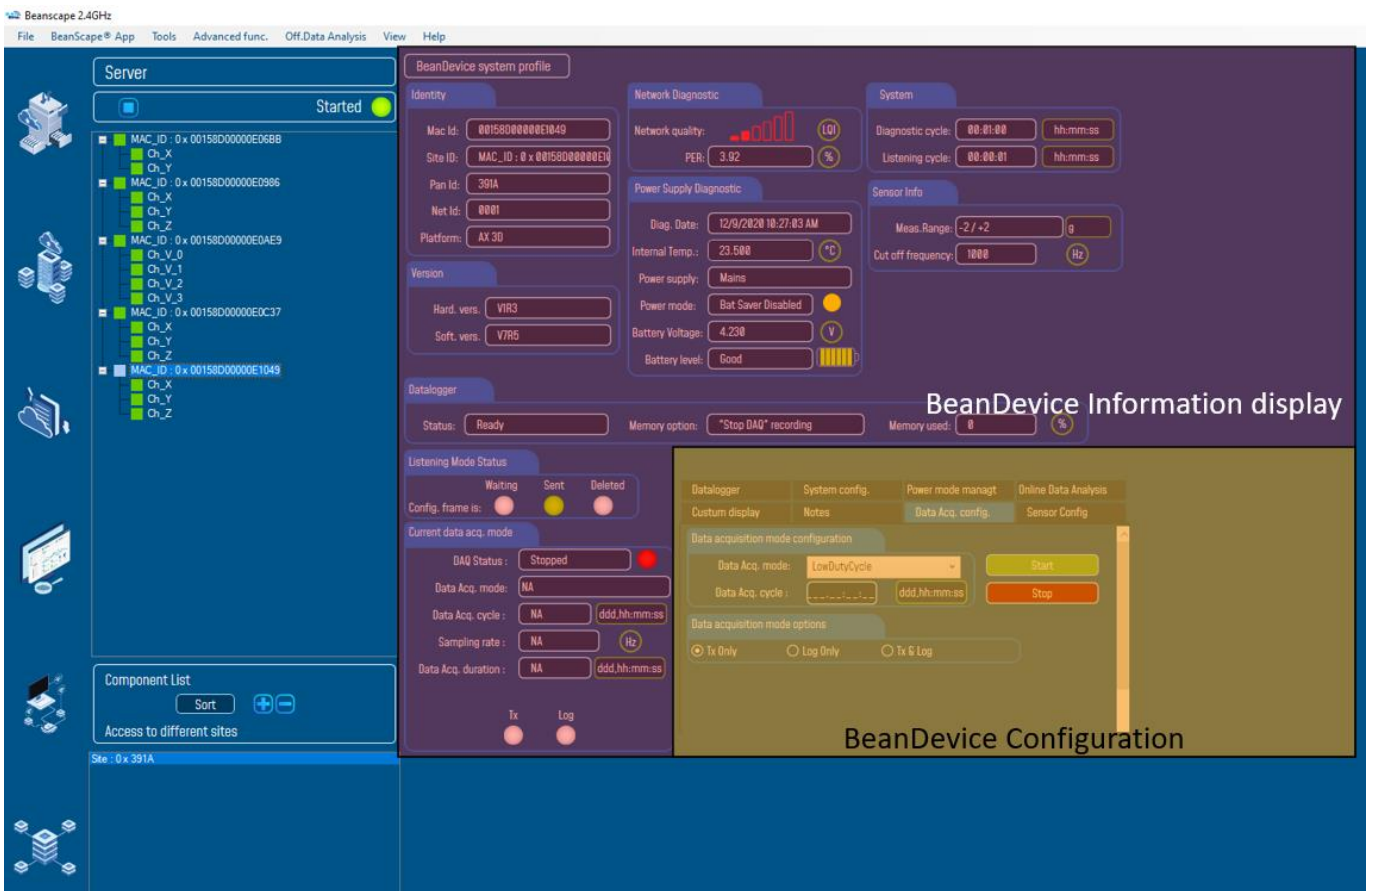 Beanscape 2.4GHz
File BeanScape® App Tools Advanced func. Off.Data Analysis View Help
Server
Started
MAC_ID : 0 x 00158D00000E06BB
Ch_X
Ch_Y
MAC_ID : 0 x 00158D00000E0986
Ch_X
Ch_Y
Ch_Z
MAC_ID : 0 x 00158D00000E0AE9
Ch_V_0
Ch_V_1
Ch_V_2
Ch_V_3
MAC_ID : 0 x 00158D00000E0C37
Ch_X
Ch_Y
Ch_Z
MAC_ID : 0 x 00158D00000E1049
Ch_X
Ch_Y
Ch_Z
Component List
Sort
Access to different sites
Site : 0 x 391A
BeanDevice system profile
Identity
Mac Id: 00158D00000E1049
Site ID: MAC_ID : 0 x 00158D00000E1
Pan Id: 391A
Net Id: 0001
Platform: AX 3D
Version
Hard. vers. V1R3
Soft. vers. V7R5
Network Diagnostic
Network quality: LQI
PER: 3.92 %
Power Supply Diagnostic
Diag. Date: 12/9/2020 10:27:03 AM
Internal Temp.: 23.500 °C
Power supply: Mains
Power mode: Bat Saver Disabled
Battery Voltage: 4.230 V
Battery level: Good
System
Diagnostic cycle: 00:01:00 hh:mm:ss
Listening cycle: 00:00:01 hh:mm:ss
Sensor Info
Meas.Range: -2 / +2 g
Cut off frequency: 1000 Hz
Datalogger
Status: Ready Memory option: "Stop DAQ" recording Memory used: 0 %
BeanDevice Information display
Listening Mode Status
Waiting Sent Deleted
Config. frame is:
Current data acq. mode
DAQ Status : Stopped
Data Acq. mode: NA
Data Acq. cycle : NA ddd,hh:mm:ss
Sampling rate : NA Hz
Data Acq. duration : NA ddd,hh:mm:ss
Tx Log
Datalogger System config. Power mode managt Online Data Analysis
Custum display Notes Data Acq. config. Sensor Config
Data acquisition mode configuration
Data Acq. mode: LowDutyCycle Start
Data Acq. cycle : ___,__:__:__ ddd,hh:mm:ss Stop
Data acquisition mode options
Tx Only Log Only Tx & Log
BeanDevice Configuration